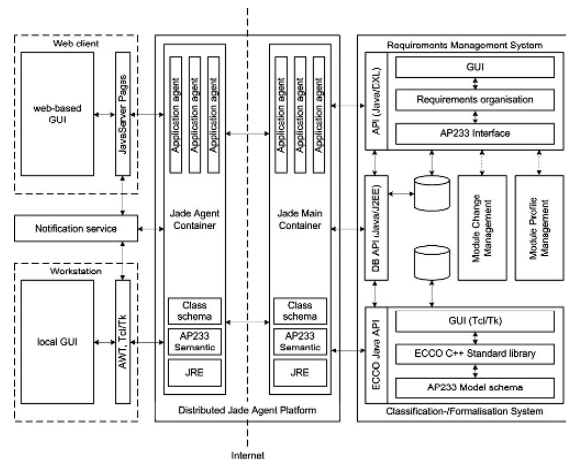 Web client
web-based
GUI
JavaServer Pages
Notification service
Workstation
local GUI
AWT, Tcl/Tk
Application agent
Application agent
Application agent
Jade Agent
Container
Class
schema
AP233
Semantic
JRE
Application agent
Application agent
Application agent
Jade Main
Container
Class
schema
AP233
Semantic
JRE
Distributed Jade Agent Platform
Internet
Requirements Management System
API (Java/DXL)
GUI
Requirements organisation
AP233 Interface
DB API (Java/J2EE)
Module Change
Management
Module Profile
Management
ECCO Java API
GUI (Tcl/Tk)
ECCO C++ Standard library
AP233 Model schema
Classification-/Formalisation System